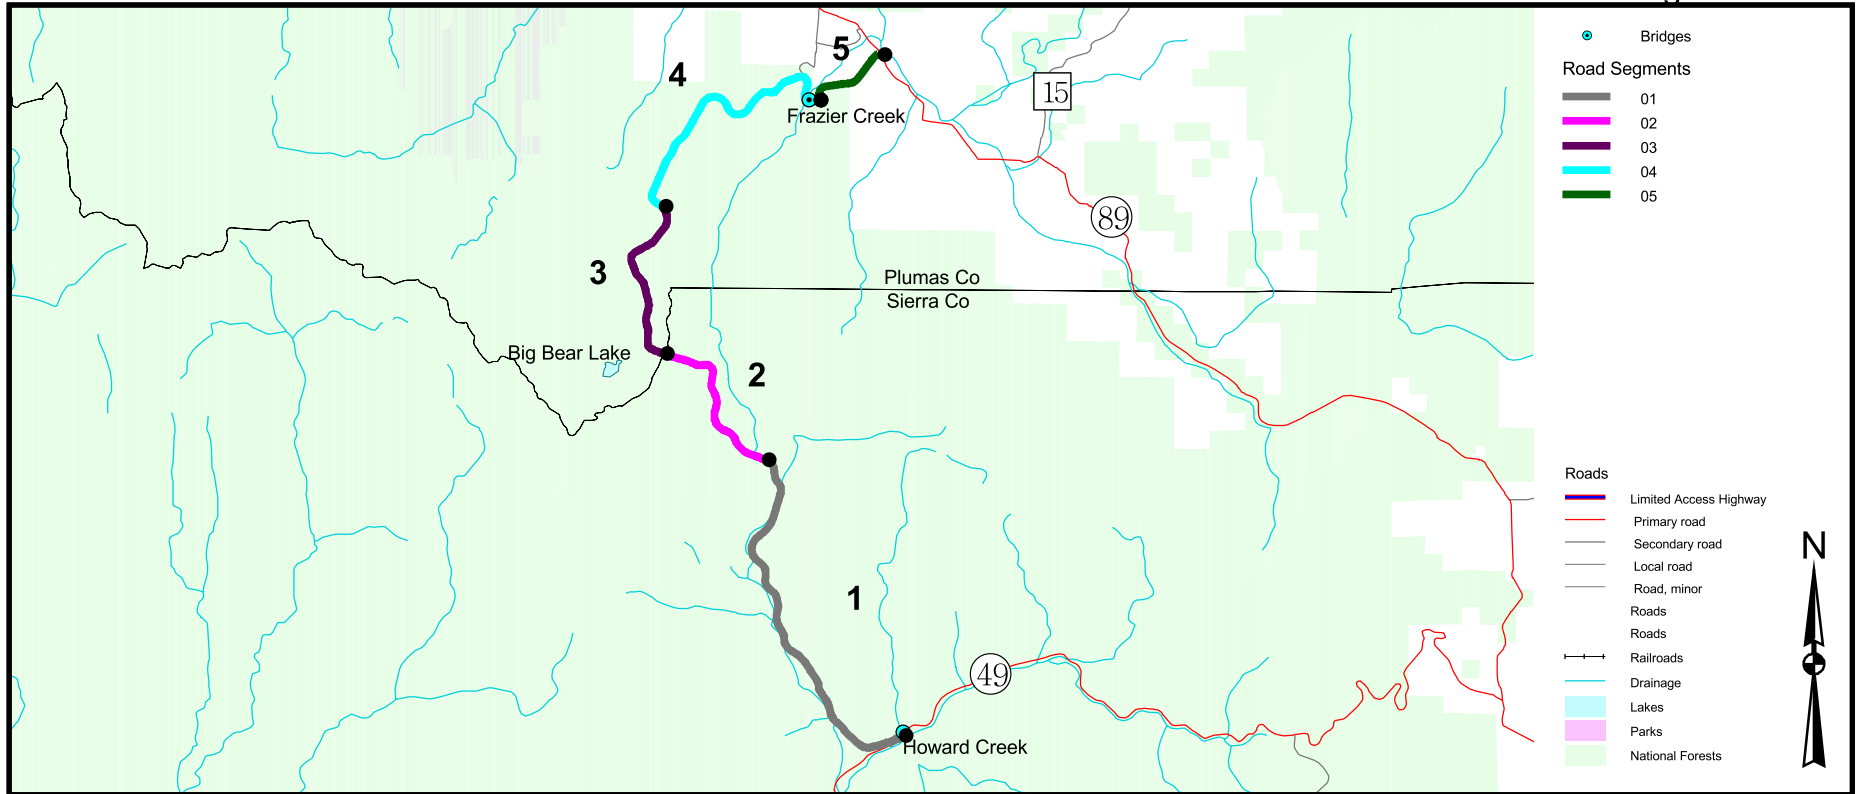 Bridges
Road Segments
01
02
03
04
05
5
4
15
Frazier Creek
89
3
Plumas Co
Sierra Co
Big Bear Lake
2
1
49
Howard Creek
Roads
Limited Access Highway
Primary road
Secondary road
Local road
Road, minor
Roads
Roads
Railroads
Drainage
Lakes
Parks
National Forests
N